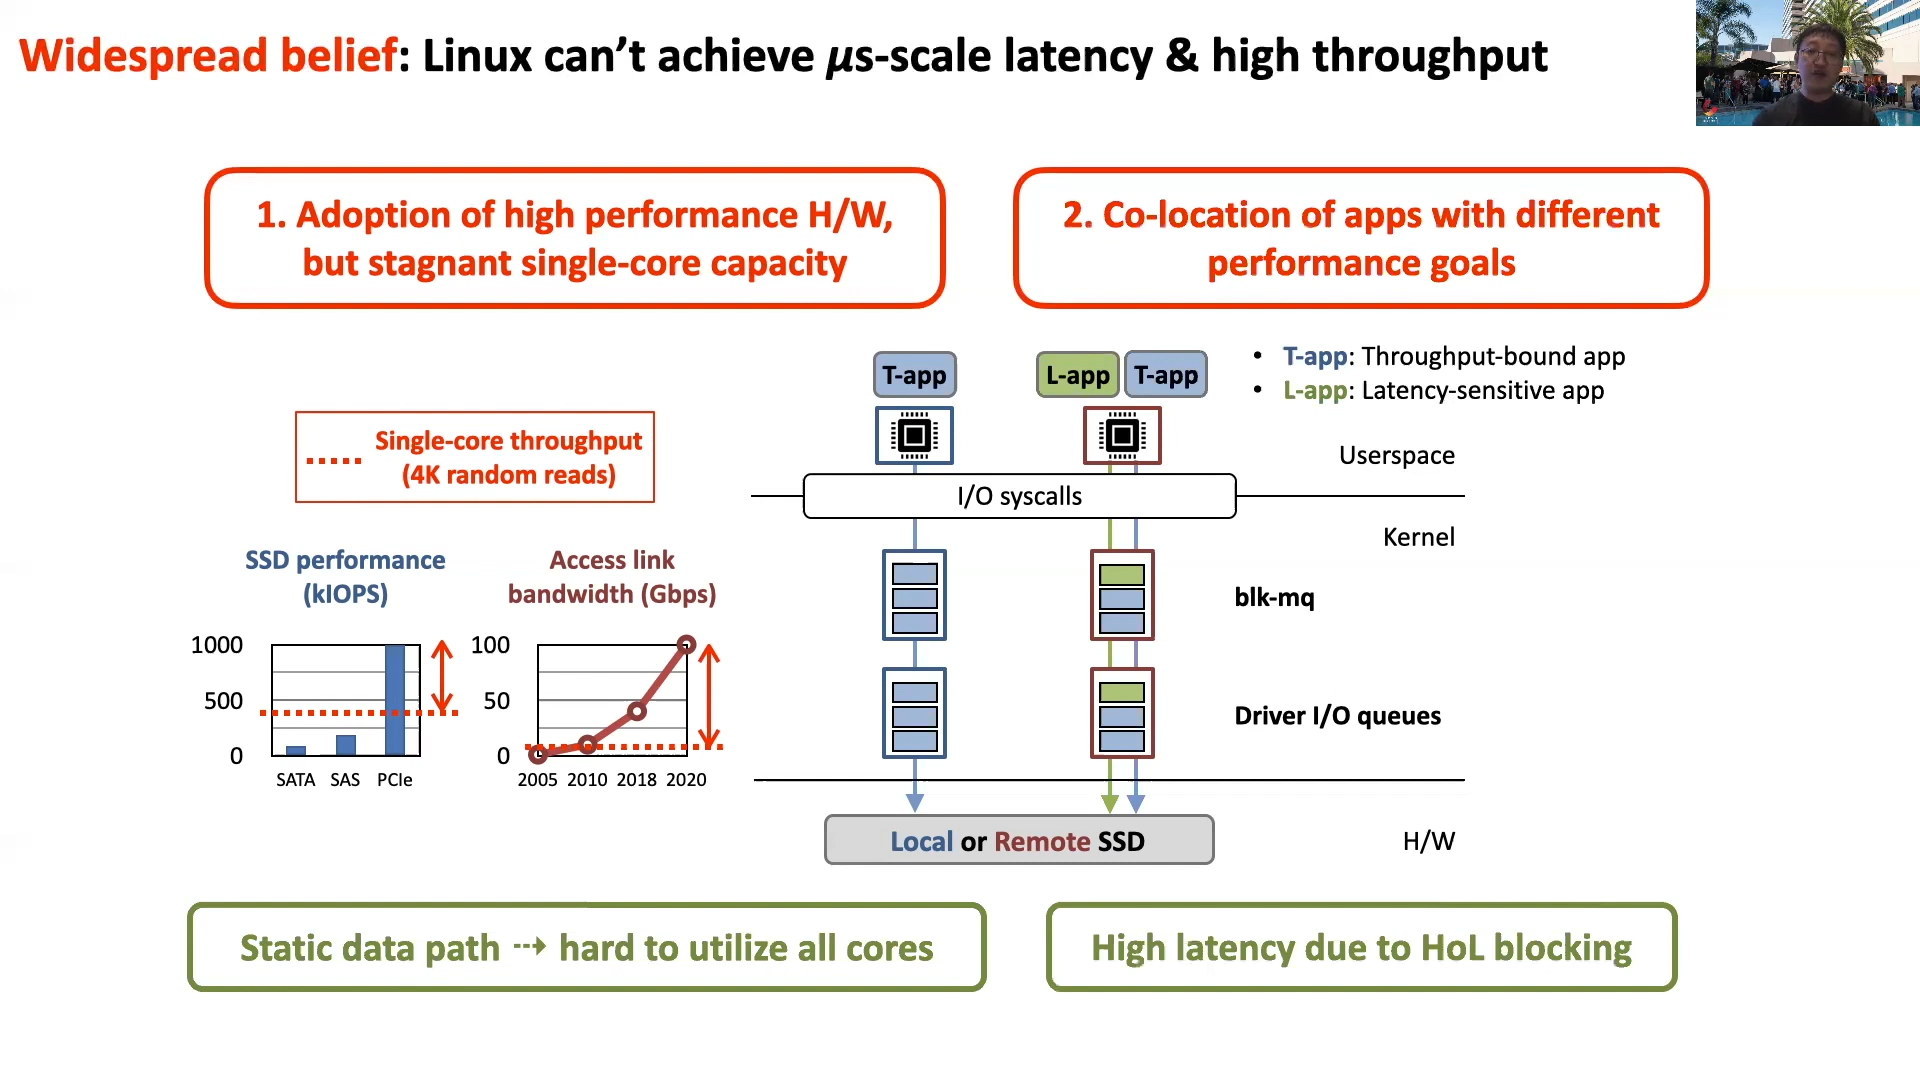 Widespread belief: Linux can't achieve µs-scale latency & high throughput
1. Adoption of high performance H/W,
but stagnant single-core capacity
2. Co-location of apps with different
performance goals
T-app
L-app
T-app
• T-app: Throughput-bound app
• L-app: Latency-sensitive app
Single-core throughput
(4K random reads)
Userspace
I/O syscalls
Kernel
SSD performance
(kIOPS)
1000
500
0
SATA SAS PCIe
Access link
bandwidth (Gbps)
100
50
0
2005 2010 2018 2020
blk-mq
Driver I/O queues
Local or Remote SSD
H/W
Static data path ⇢ hard to utilize all cores
High latency due to HoL blocking